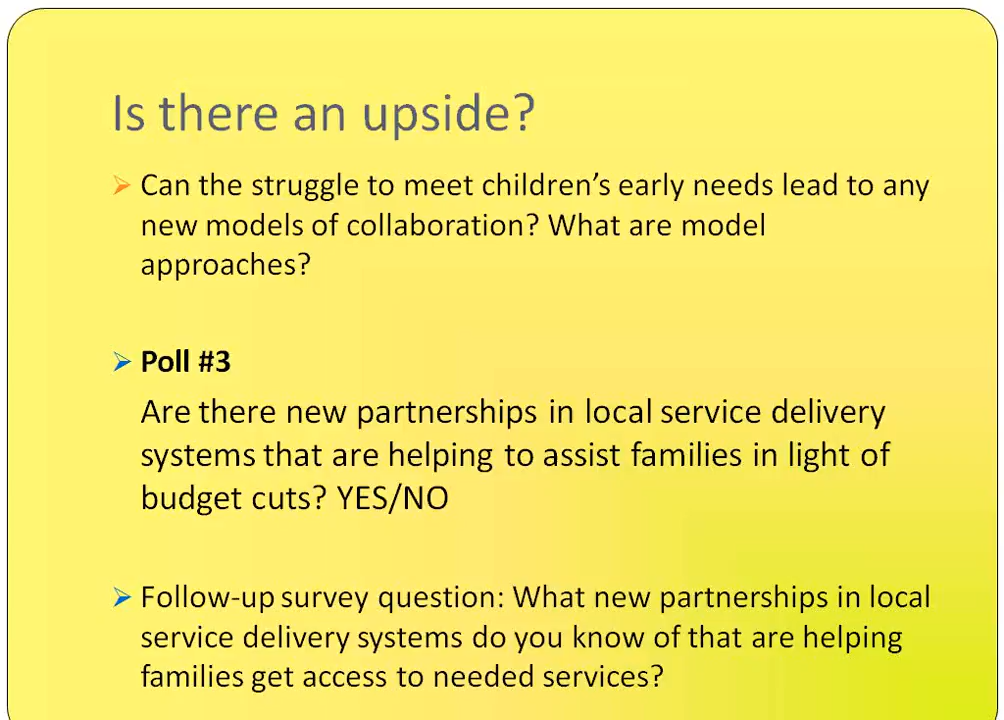 Is there an upside?
Can the struggle to meet children’s early needs lead to any
new models of collaboration? What are model
approaches?
Poll #3
Are there new partnerships in local service delivery
systems that are helping to assist families in light of
budget cuts? YES/NO
Follow-up survey question: What new partnerships in local
service delivery systems do you know of that are helping
families get access to needed services?